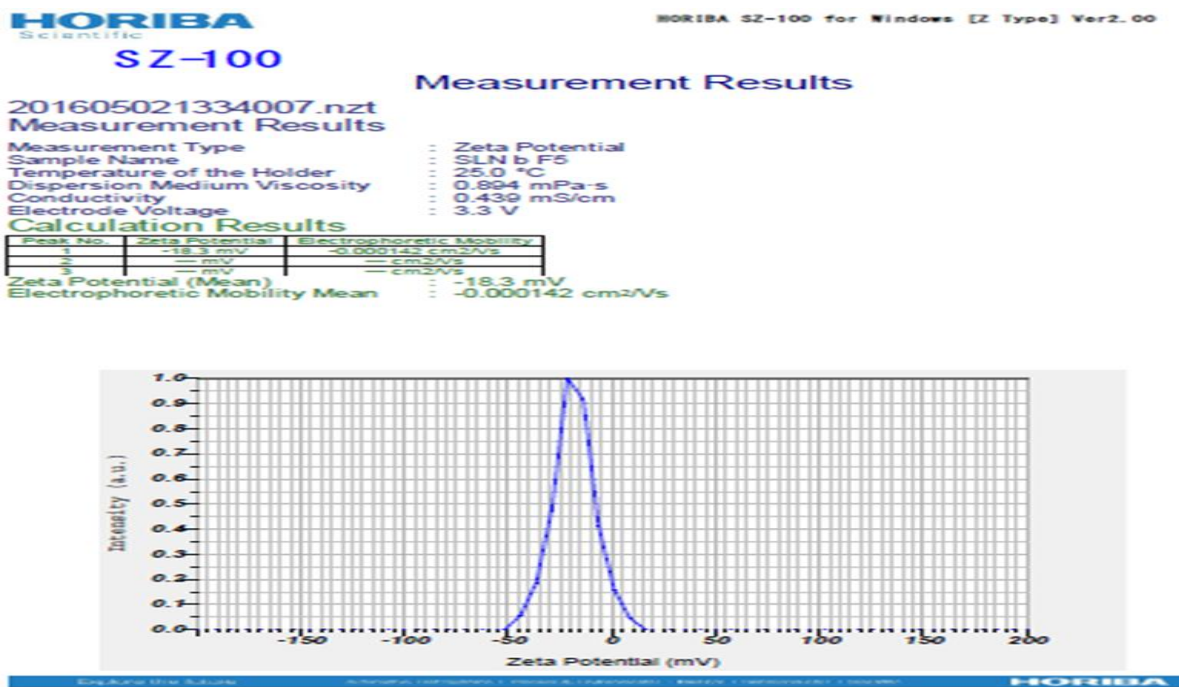 HORIBA
Scientific
HORIBA SZ-100 for Windows [Z Type] Ver2.00
SZ-100
Measurement Results
201605021334007.nzt
Measurement Results
Measurement Type : Zeta Potential
Sample Name : SLN b F5
Temperature of the Holder : 25.0 °C
Dispersion Medium Viscosity : 0.894 mPa·s
Conductivity : 0.439 mS/cm
Electrode Voltage : 3.3 V
Calculation Results
Peak No. Zeta Potential Electrophoretic Mobility
1 -18.3 mV -0.000142 cm2/Vs
2 — mV — cm2/Vs
3 — mV — cm2/Vs
Zeta Potential (Mean) : -18.3 mV
Electrophoretic Mobility Mean : -0.000142 cm²/Vs
1.0
0.9
0.8
0.7
0.6
0.5
0.4
0.3
0.2
0.1
0.0
Intensity (a.u.)
-150 -100 -50 0 50 100 150 200
Zeta Potential (mV)
Explore the future
HORIBA